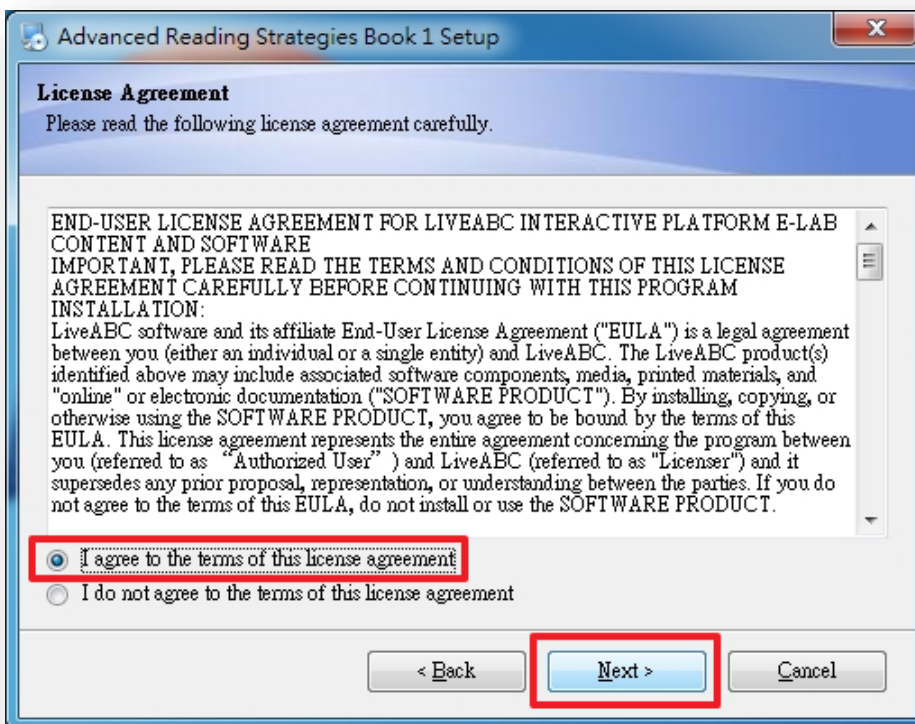 Advanced Reading Strategies Book 1 Setup
License Agreement
Please read the following license agreement carefully.
END-USER LICENSE AGREEMENT FOR LIVEABC INTERACTIVE PLATFORM E-LAB
CONTENT AND SOFTWARE
IMPORTANT, PLEASE READ THE TERMS AND CONDITIONS OF THIS LICENSE
AGREEMENT CAREFULLY BEFORE CONTINUING WITH THIS PROGRAM
INSTALLATION:
LiveABC software and its affiliate End-User License Agreement ("EULA") is a legal agreement
between you (either an individual or a single entity) and LiveABC. The LiveABC product(s)
identified above may include associated software components, media, printed materials, and
"online" or electronic documentation ("SOFTWARE PRODUCT"). By installing, copying, or
otherwise using the SOFTWARE PRODUCT, you agree to be bound by the terms of this
EULA. This license agreement represents the entire agreement concerning the program between
you (referred to as “Authorized User” ) and LiveABC (referred to as "Licenser") and it
supersedes any prior proposal, representation, or understanding between the parties. If you do
not agree to the terms of this EULA, do not install or use the SOFTWARE PRODUCT.
I agree to the terms of this license agreement
I do not agree to the terms of this license agreement
< Back
Next >
Cancel